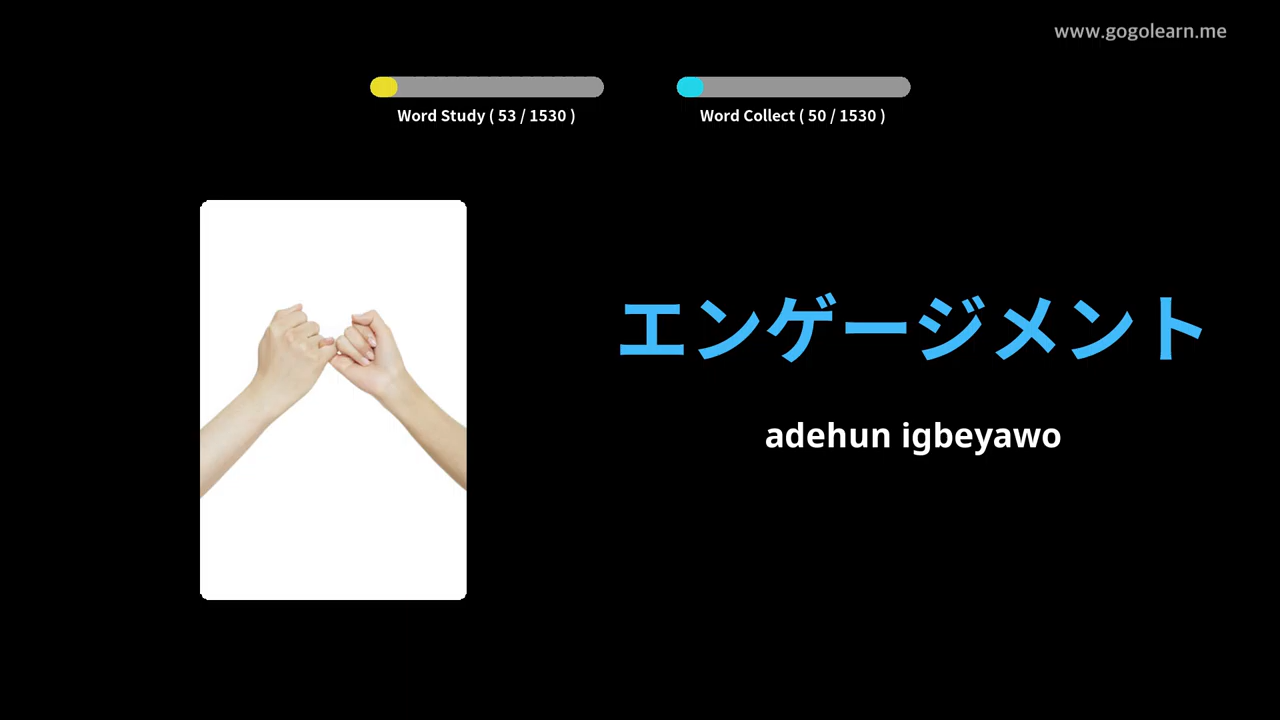 www.gogolearn.me
Word Study ( 53 / 1530 )
Word Collect ( 50 / 1530 )
エンゲージメント
adehun igbeyawo